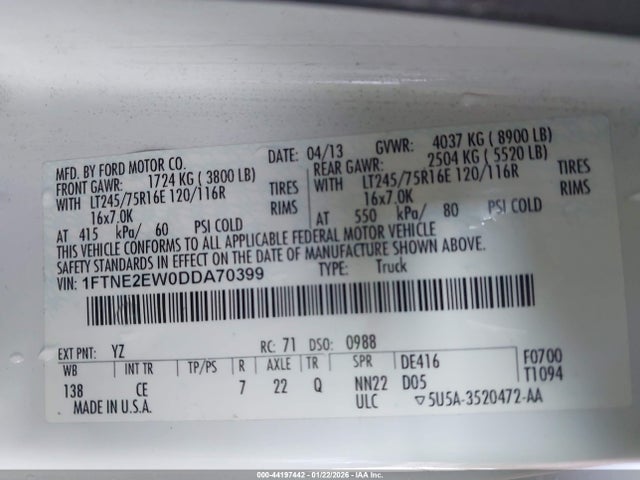 MFD. BY FORD MOTOR CO. DATE: 04/13 GVWR: 4037 KG ( 8900 LB)
FRONT GAWR: 1724 KG ( 3800 LB) REAR GAWR: 2504 KG ( 5520 LB)
WITH LT245/75R16E 120/116R TIRES WITH LT245/75R16E 120/116R TIRES
16x7.0K RIMS 16x7.0K RIMS
AT 415 kPa/ 60 PSI COLD AT 550 kPa/ 80 PSI COLD
THIS VEHICLE CONFORMS TO ALL APPLICABLE FEDERAL MOTOR VEHICLE
SAFETY STANDARDS IN EFFECT ON THE DATE OF MANUFACTURE SHOWN ABOVE.
VIN: 1FTNE2EW0DDA70399 TYPE: Truck
EXT PNT: YZ RC: 71 DSO: 0988
WB INT TR TP/PS R AXLE TR SPR DE416 F0700
138 CE 7 22 Q NN22 D05 T1094
MADE IN U.S.A. ULC ▽5U5A-3520472-AA
000-44197442 - 01/22/2026 - IAA Inc.